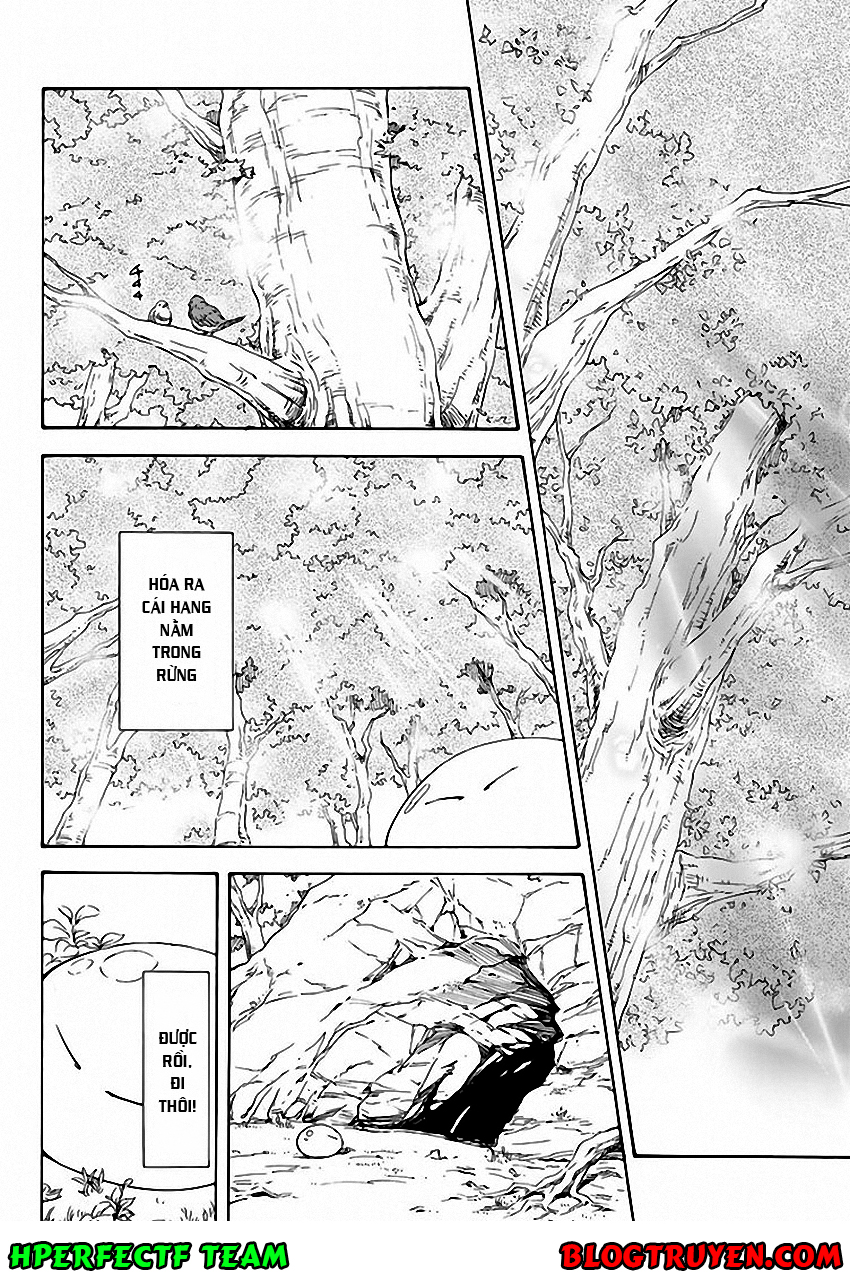 HÓA RA
CÁI HANG
NẰM
TRONG
RỪNG
ĐƯỢC
RỒI,
ĐI
THÔI!
HPERFECTF TEAM
BLOGTRUYEN.COM